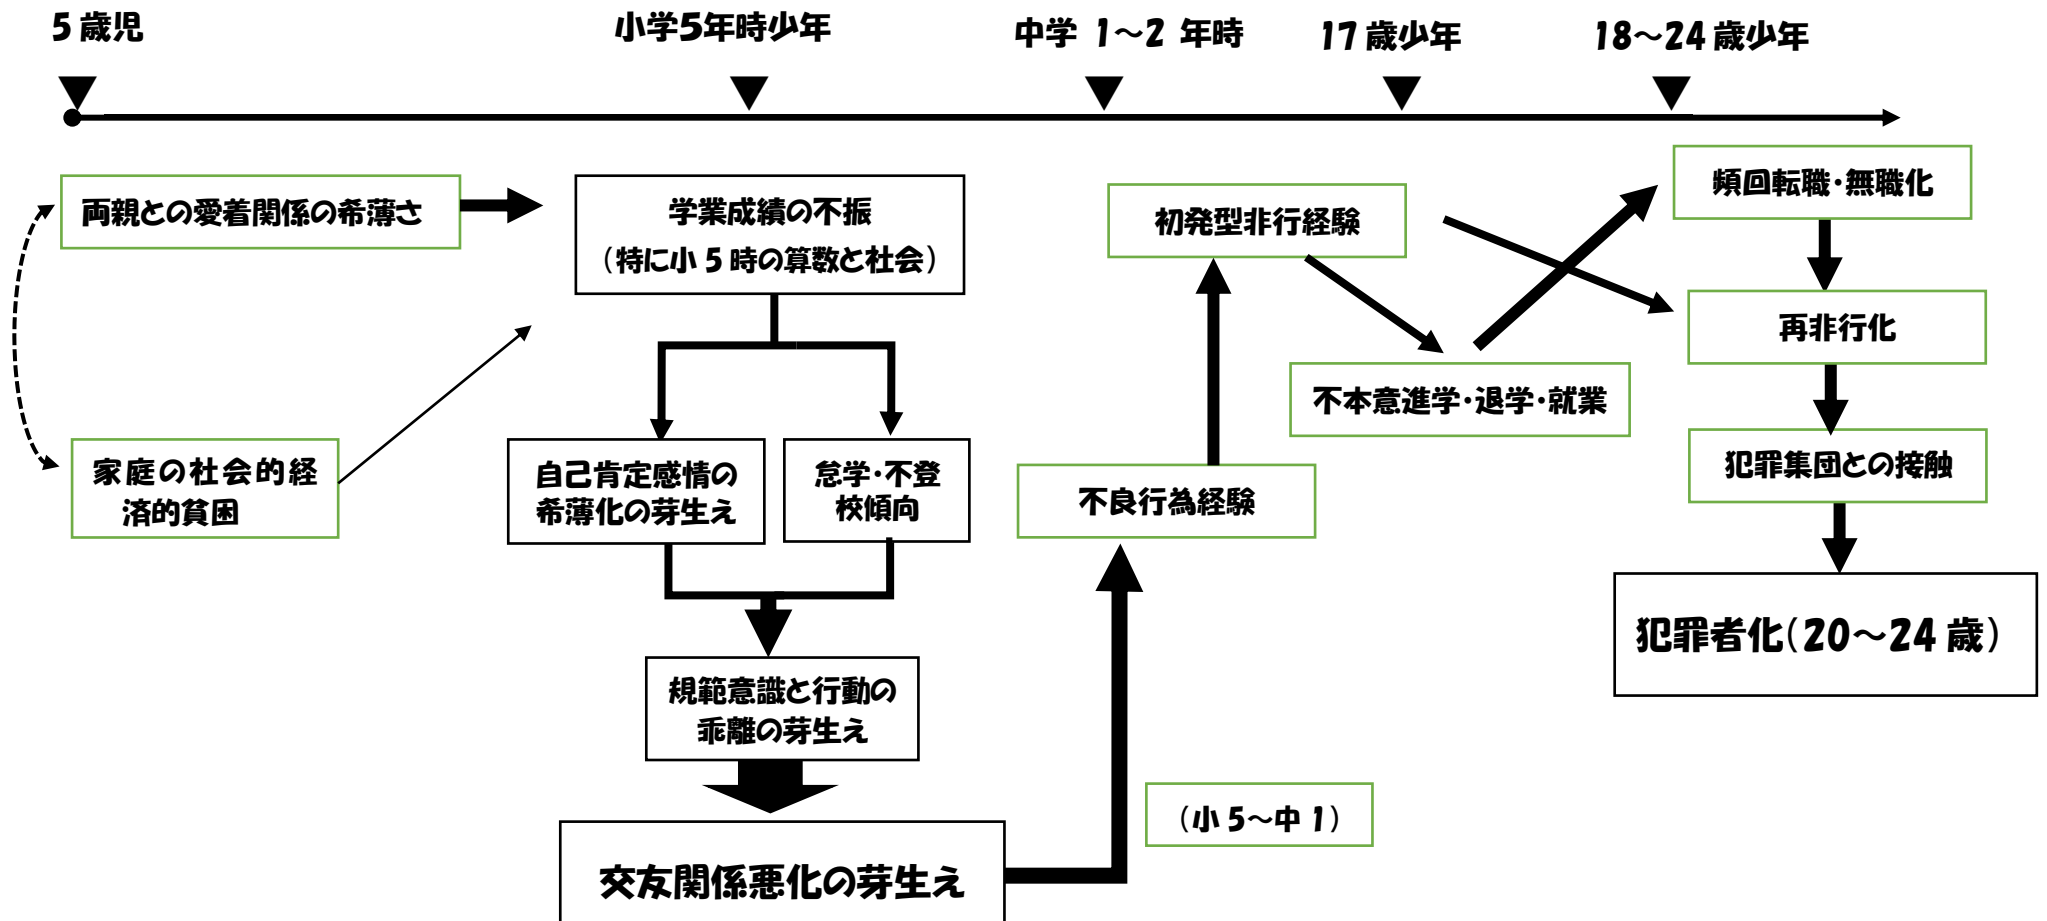 5歳児
小学5年時少年
中学 1～2 年時
17歳少年
18～24歳少年
両親との愛着関係の希薄さ
家庭の社会的経
済的貧困
学業成績の不振
（特に小5時の算数と社会）
自己肯定感情の
希薄化の芽生え
怠学・不登
校傾向
規範意識と行動の
乖離の芽生え
交友関係悪化の芽生え
（小5～中1）
不良行為経験
初発型非行経験
不本意進学・退学・就業
頻回転職・無職化
再非行化
犯罪集団との接触
犯罪者化（20～24歳）